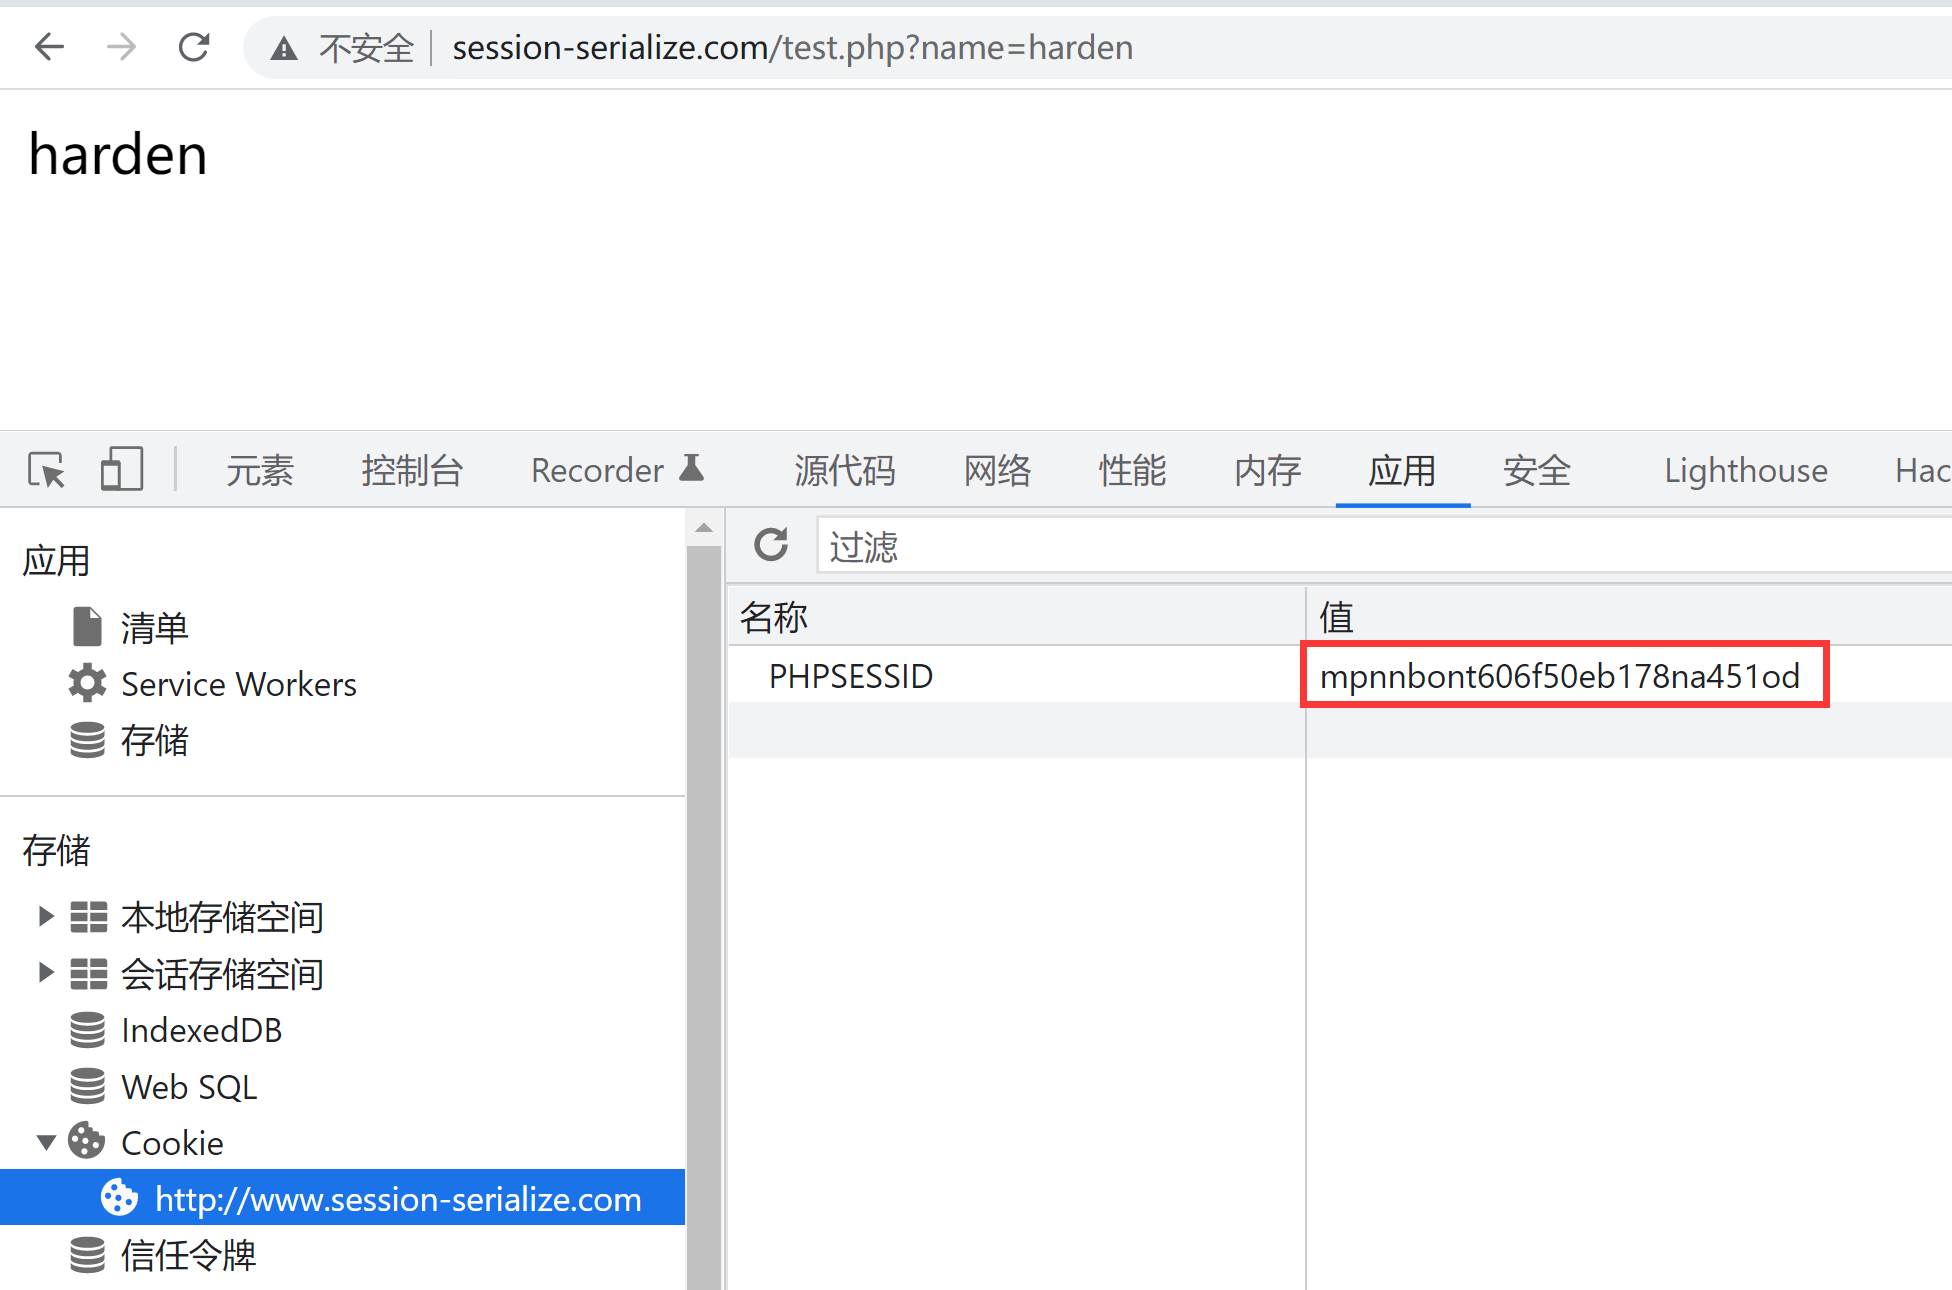 不安全 session-serialize.com/test.php?name=harden
harden
元素 控制台 Recorder 源代码 网络 性能 内存 应用 安全 Lighthouse Hac
应用
清单
Service Workers
存储
存储
本地存储空间
会话存储空间
IndexedDB
Web SQL
Cookie
http://www.session-serialize.com
信任令牌
过滤
名称 值
PHPSESSID mpnnbont606f50eb178na451od